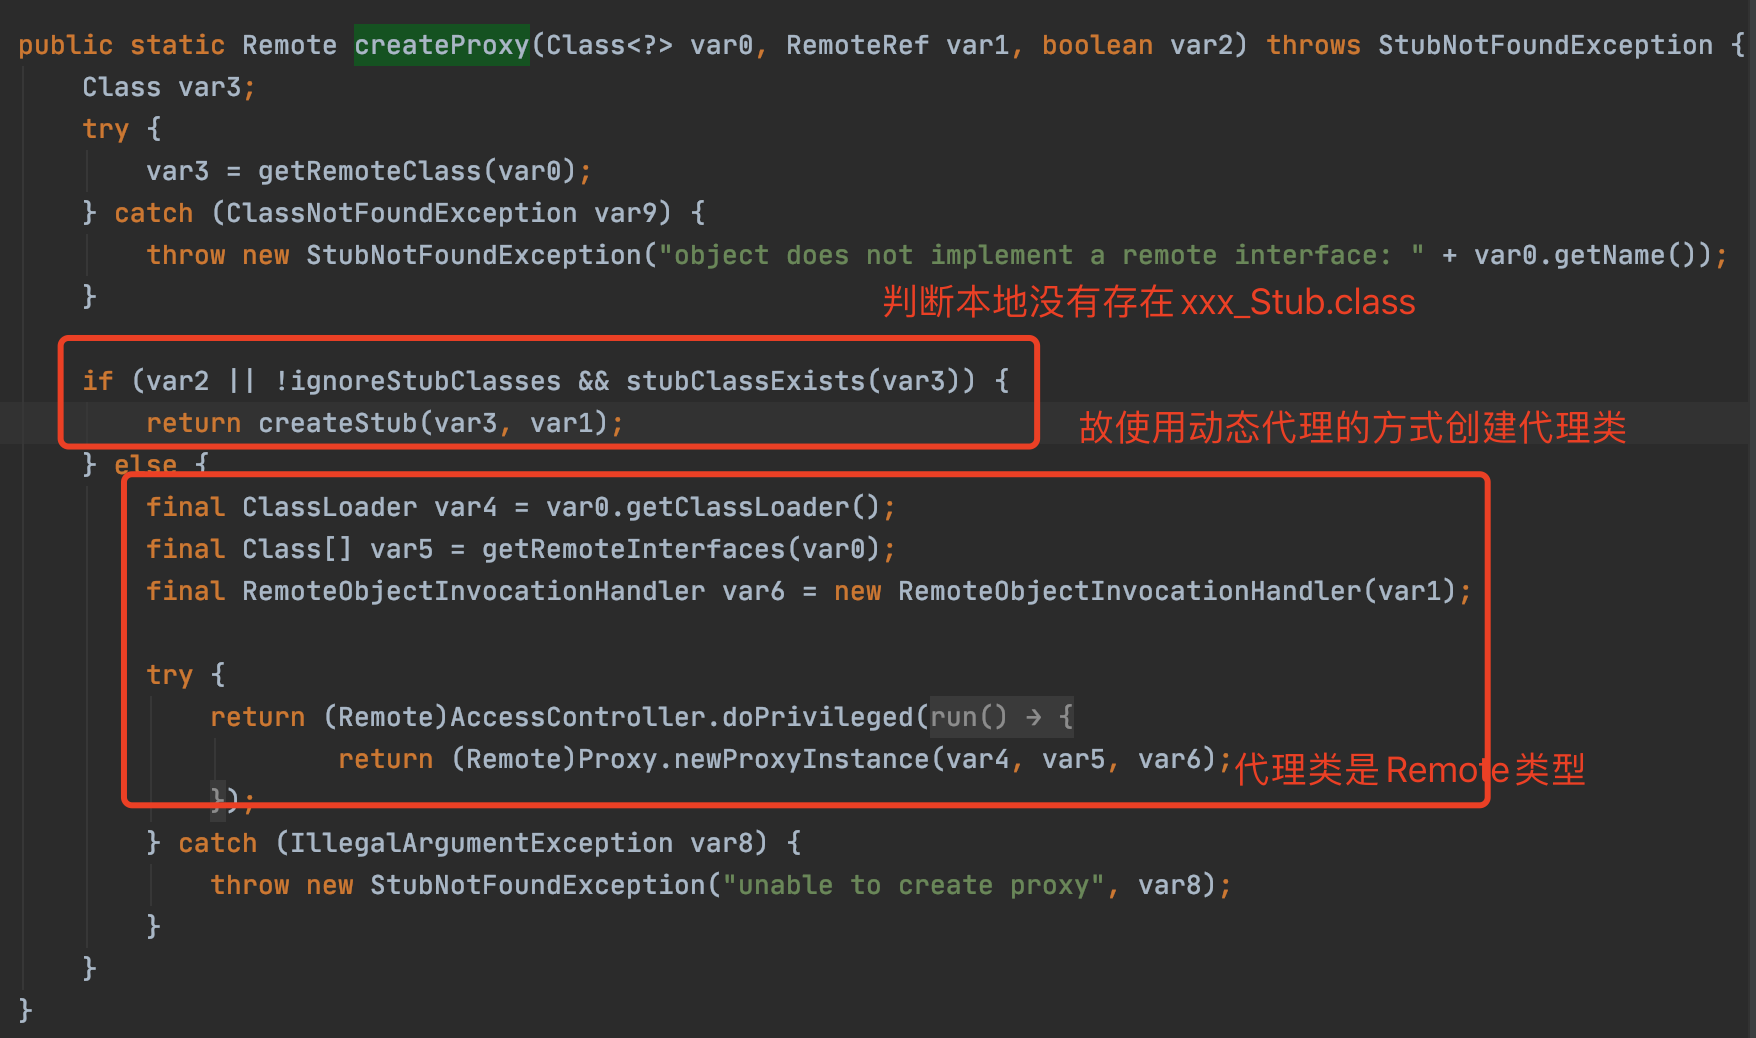 public static Remote createProxy(Class<?> var0, RemoteRef var1, boolean var2) throws StubNotFoundException {
Class var3;
try {
var3 = getRemoteClass(var0);
} catch (ClassNotFoundException var9) {
throw new StubNotFoundException("object does not implement a remote interface: " + var0.getName());
}
判断本地没有存在 xxx_Stub.class
if (var2 || !ignoreStubClasses && stubClassExists(var3)) {
return createStub(var3, var1);
故使用动态代理的方式创建代理类
} else {
final ClassLoader var4 = var0.getClassLoader();
final Class[] var5 = getRemoteInterfaces(var0);
final RemoteObjectInvocationHandler var6 = new RemoteObjectInvocationHandler(var1);
try {
return (Remote)AccessController.doPrivileged(run() → {
return (Remote)Proxy.newProxyInstance(var4, var5, var6);
代理类是 Remote 类型
});
} catch (IllegalArgumentException var8) {
throw new StubNotFoundException("unable to create proxy", var8);
}
}
}